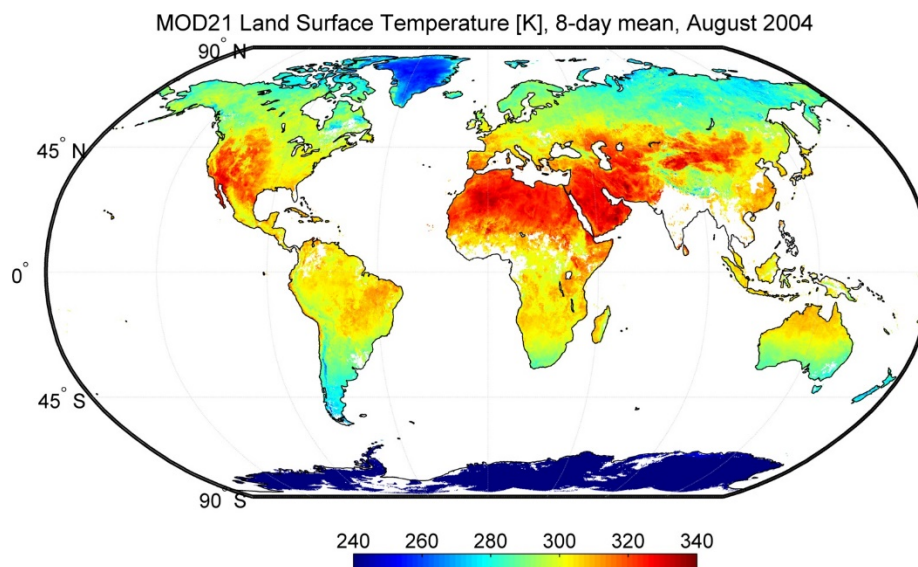 MOD21 Land Surface Temperature [K], 8-day mean, August 2004
90° N
45° N
0°
45° S
90° S
240 260 280 300 320 340